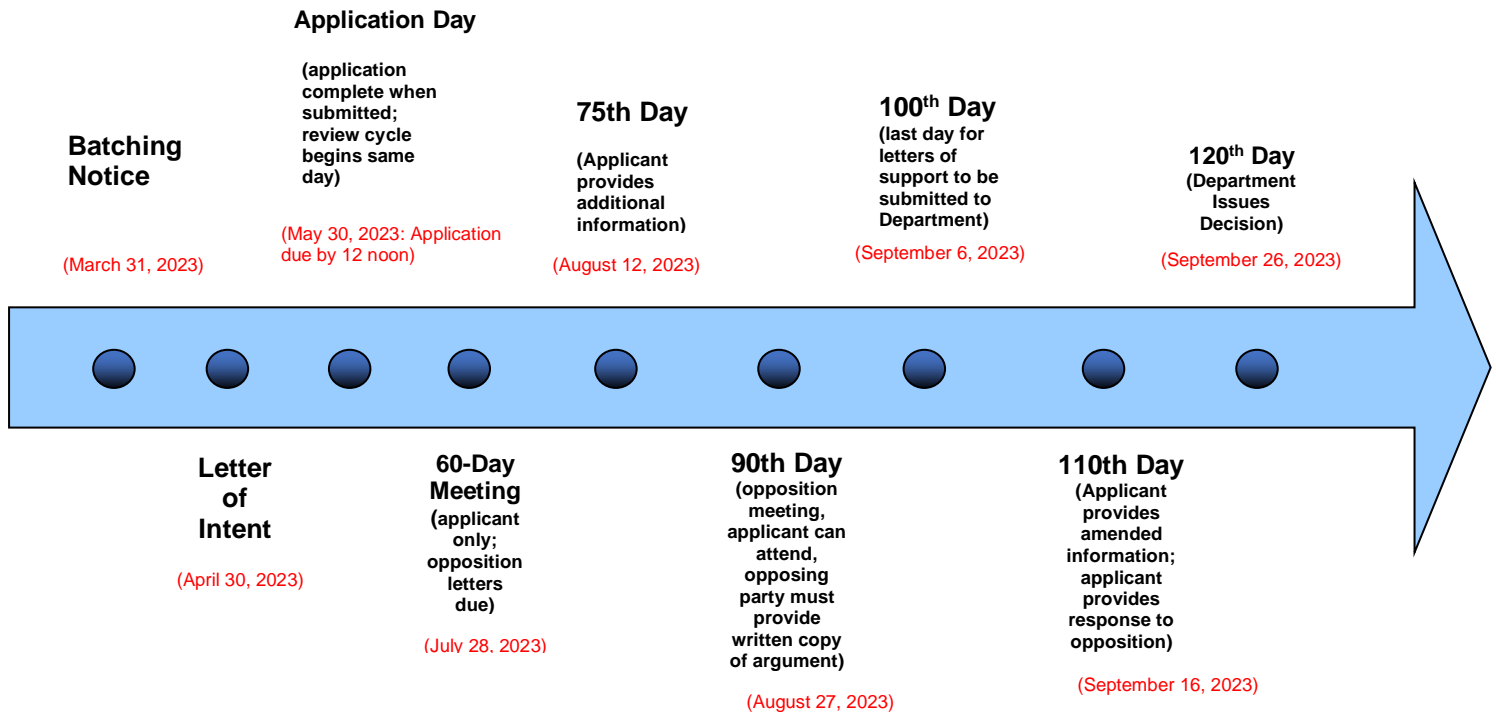 Batching
Notice
(March 31, 2023)
Letter
of
Intent
(April 30, 2023)
Application Day
(application
complete when
submitted;
review cycle
begins same
day)
(May 30, 2023: Application
due by 12 noon)
60-Day
Meeting
(applicant
only;
opposition
letters
due)
(July 28, 2023)
75th Day
(Applicant
provides
additional
information)
(August 12, 2023)
90th Day
(opposition
meeting,
applicant can
attend,
opposing
party must
provide
written copy
of argument)
(August 27, 2023)
100th Day
(last day for
letters of
support to be
submitted to
Department)
(September 6, 2023)
110th Day
(Applicant
provides
amended
information;
applicant
provides
response to
opposition)
(September 16, 2023)
120th Day
(Department
Issues
Decision)
(September 26, 2023)